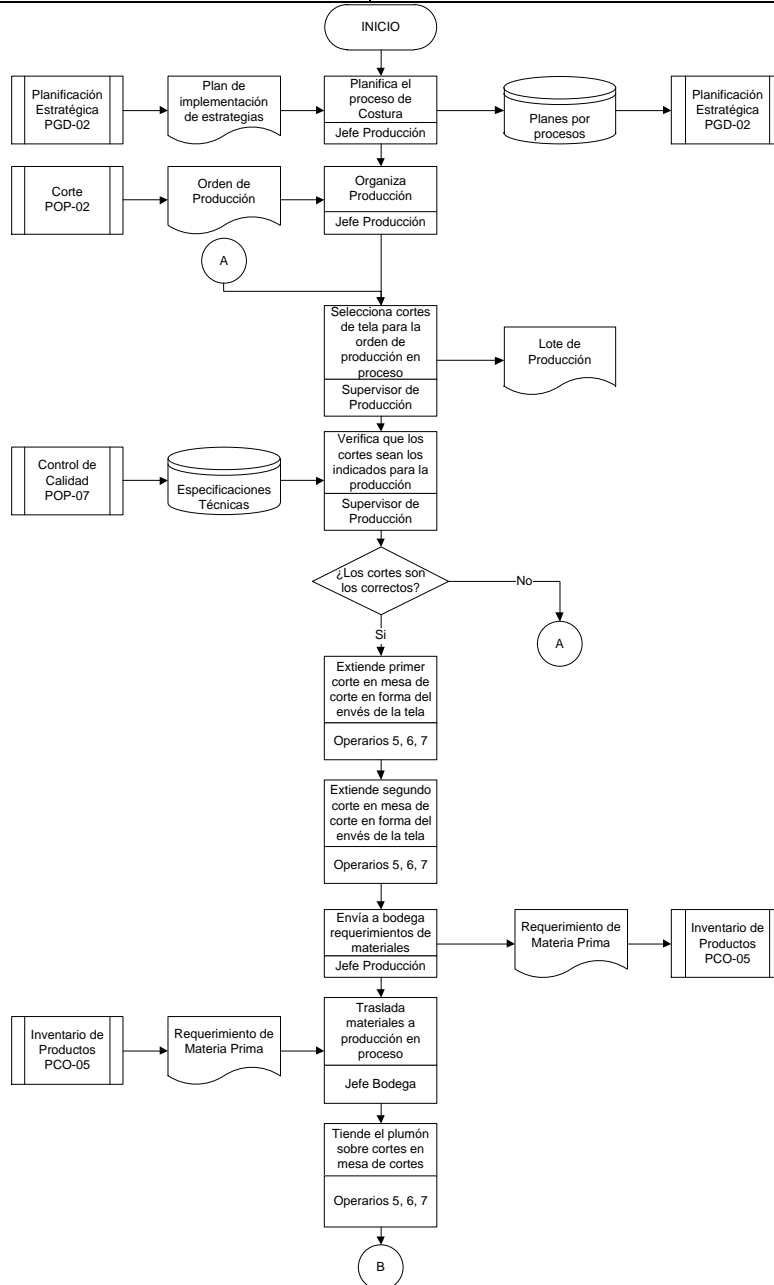 INICIO
Planificación
Estratégica
PGD-02
Plan de
implementación
de estrategias
Planifica el
proceso de
Costura
Jefe Producción
Planes por
procesos
Planificación
Estratégica
PGD-02
Corte
POP-02
Orden de
Producción
Organiza
Producción
Jefe Producción
A
Selecciona cortes
de tela para la
orden de
producción en
proceso
Supervisor de
Producción
Lote de
Producción
Control de
Calidad
POP-07
Especificaciones
Técnicas
Verifica que los
cortes sean los
indicados para la
producción
Supervisor de
Producción
¿Los cortes son
los correctos?
No
A
Si
Extiende primer
corte en mesa de
corte en forma del
envés de la tela
Operarios 5, 6, 7
Extiende segundo
corte en mesa de
corte en forma del
envés de la tela
Operarios 5, 6, 7
Envía a bodega
requerimientos de
materiales
Jefe Producción
Requerimiento de
Materia Prima
Inventario de
Productos
PCO-05
Inventario de
Productos
PCO-05
Requerimiento de
Materia Prima
Traslada
materiales a
producción en
proceso
Jefe Bodega
Tiende el plumón
sobre cortes en
mesa de cortes
Operarios 5, 6, 7
B